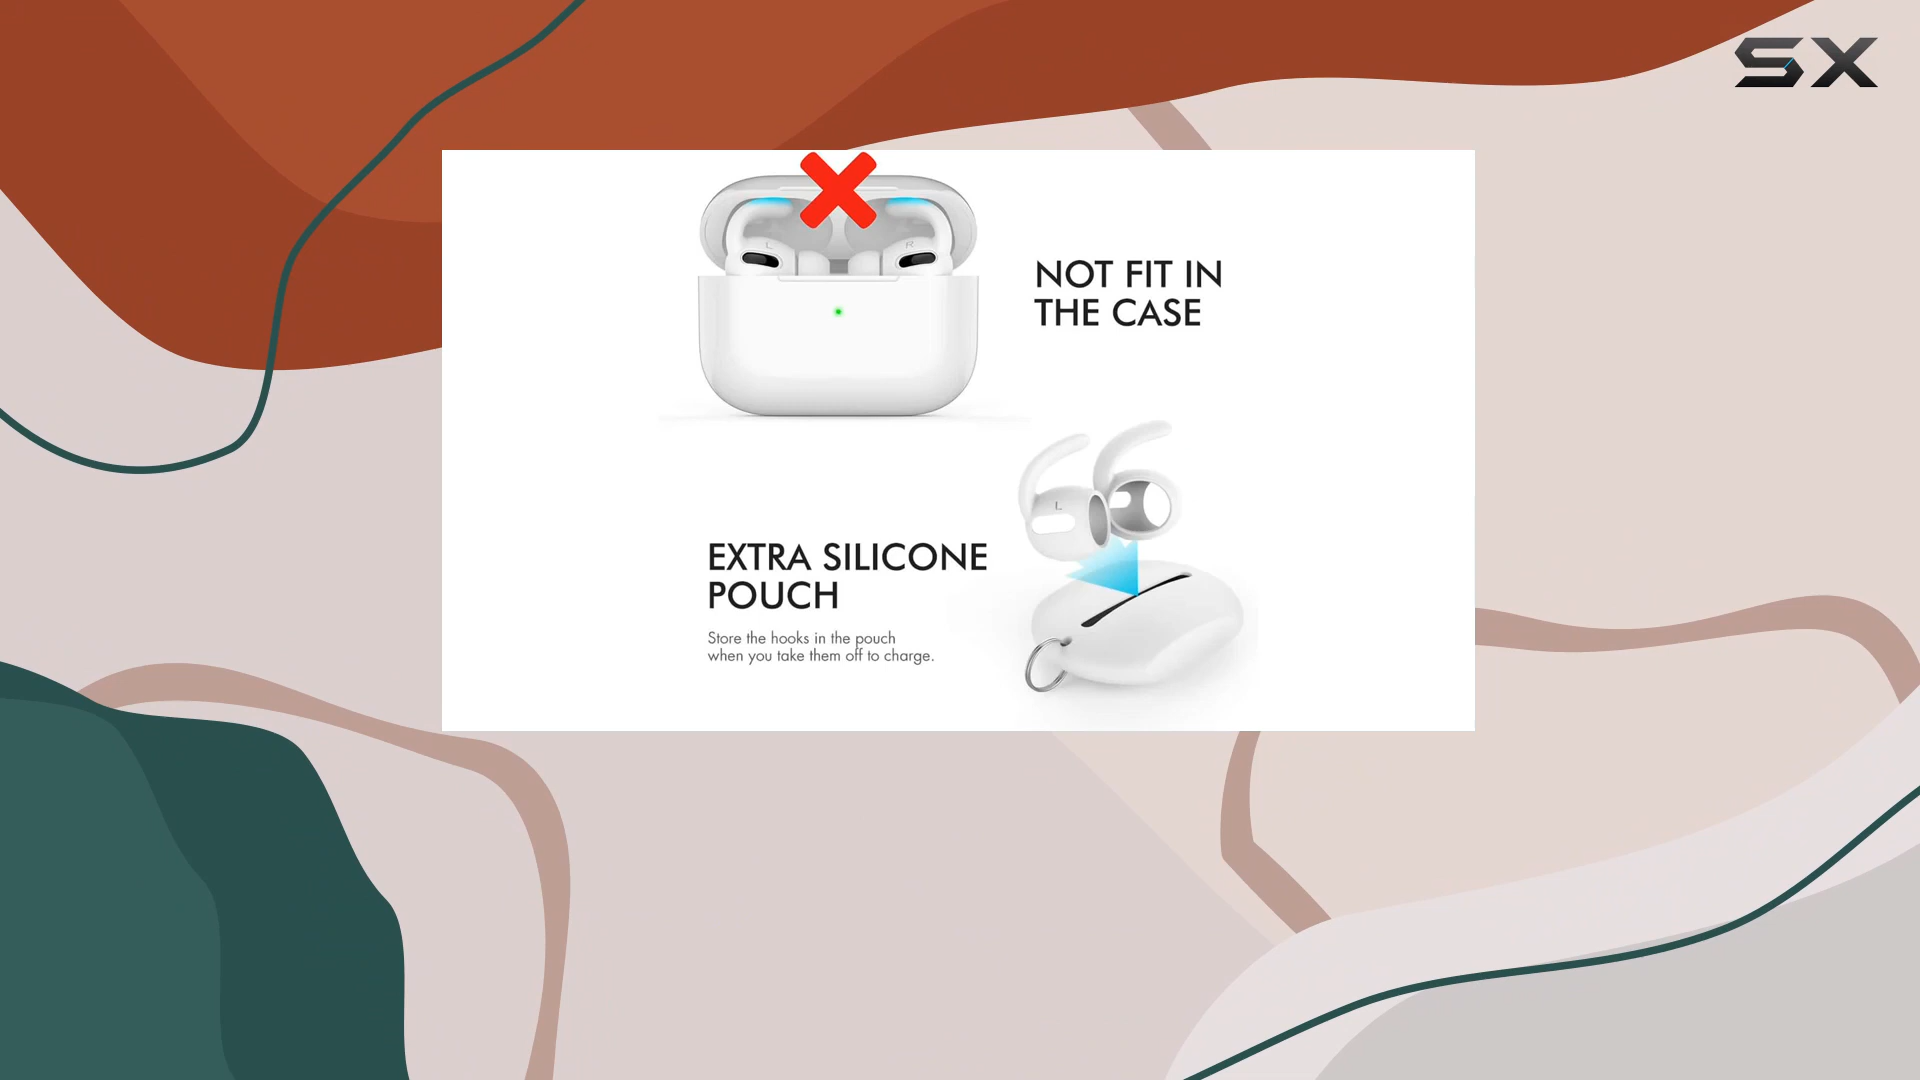 SX
L
R
NOT FIT IN
THE CASE
L
EXTRA SILICONE
POUCH
Store the hooks in the pouch
when you take them off to charge.